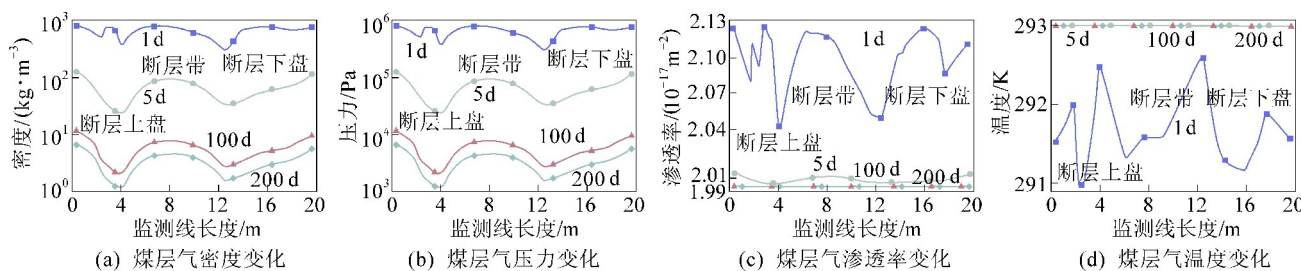 密度/(kg·m⁻³)
10³
10²
10¹
10⁰
1 d
断层带
断层下盘
5 d
断层上盘
100 d
200 d
0 4 8 12 16 20
监测线长度/m
(a) 煤层气密度变化
压力/Pa
10⁶
10⁵
10⁴
10³
1 d
断层带
断层下盘
5 d
断层上盘
100 d
200 d
0 4 8 12 16 20
监测线长度/m
(b) 煤层气压力变化
渗透率/(10⁻¹⁷m⁻²)
2.13
2.10
2.07
2.04
2.01
1.99
1 d
断层带
断层下盘
断层上盘
5 d
100 d
200 d
0 4 8 12 16 20
监测线长度/m
(c) 煤层气渗透率变化
温度/K
293
292
291
5 d
100 d
200 d
断层带
断层下盘
1 d
断层上盘
0 4 8 12 16 20
监测线长度/m
(d) 煤层气温度变化